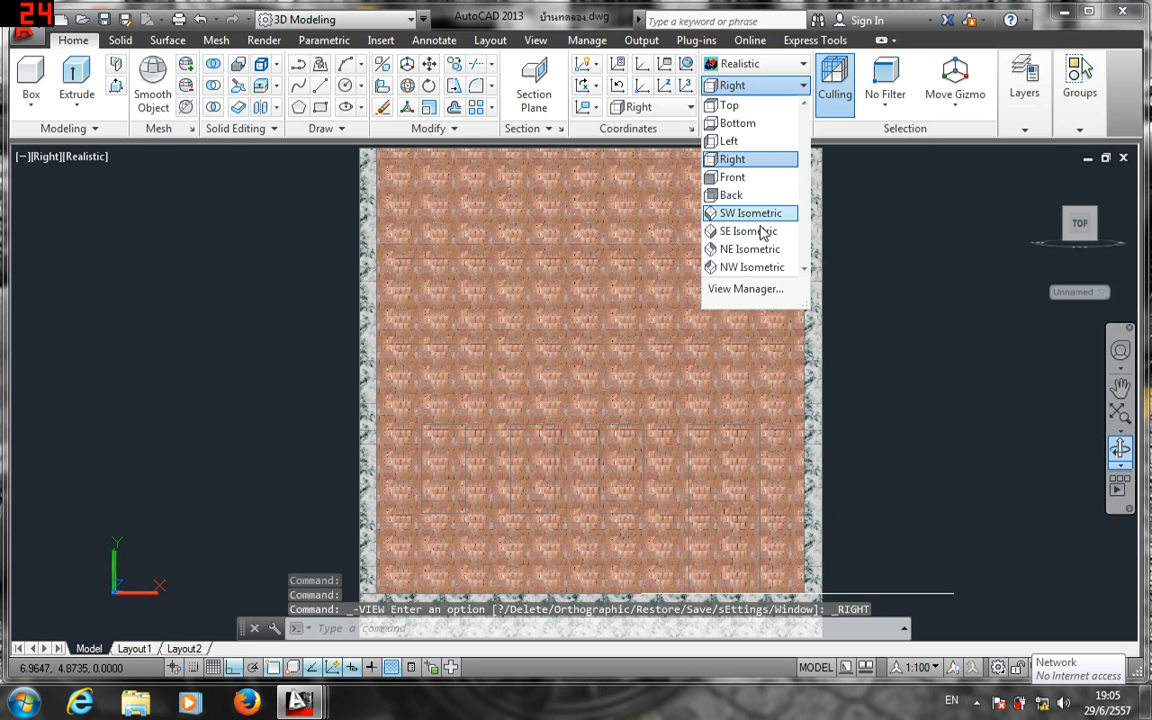 24
3D Modeling
AutoCAD 2013
บ้านทดลอง.dwg
Type a keyword or phrase
Sign In
Home
Solid
Surface
Mesh
Render
Parametric
Insert
Annotate
Layout
View
Manage
Output
Plug-ins
Online
Express Tools
Box
Extrude
Smooth
Object
Section
Plane
Right
Realistic
Right
Culling
No Filter
Move Gizmo
Layers
Groups
Modeling
Mesh
Solid Editing
Draw
Modify
Section
Coordinates
Selection
Top
Bottom
Left
Right
Front
Back
SW Isometric
SE Isometric
NE Isometric
NW Isometric
View Manager...
[−][Right][Realistic]
TOP
Unnamed
Y
X
Command:
Command:
Command: _-VIEW Enter an option [?/Delete/Orthographic/Restore/Save/sEttings/Window]: _RIGHT
Type a command
Model
Layout1
Layout2
6.9647, 4.8735, 0.0000
MODEL
1:100
Network
No Internet access
EN
19:05
29/6/2557